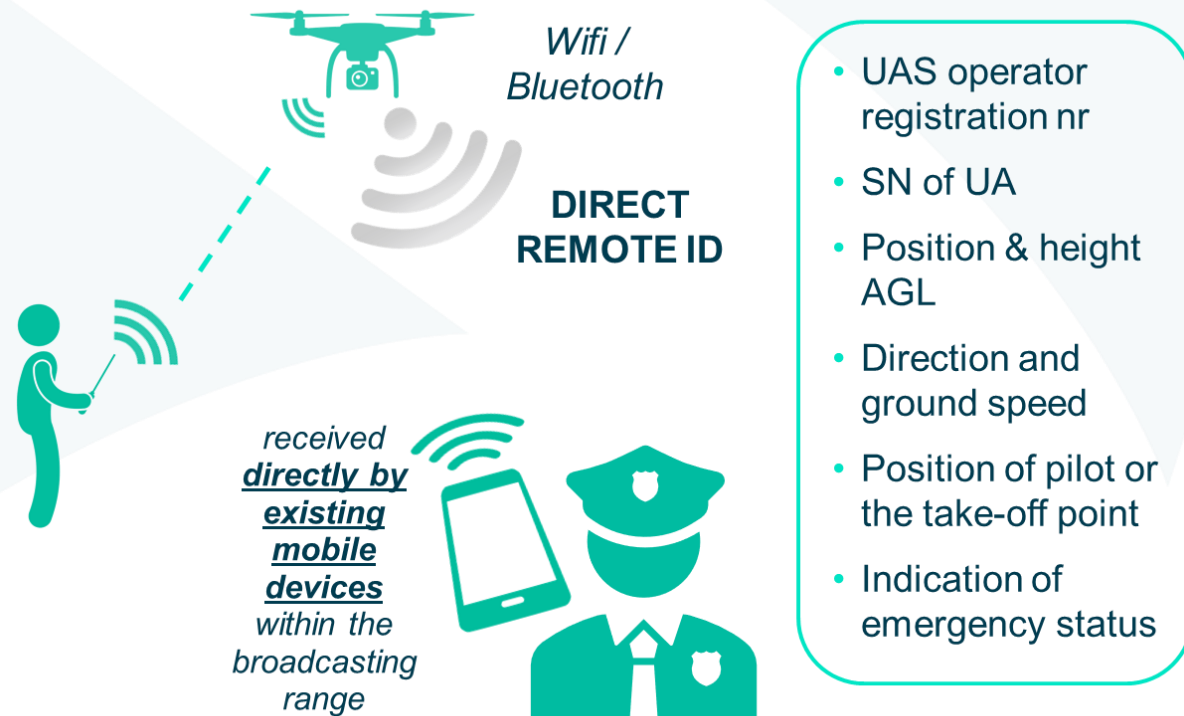 Wifi /
Bluetooth
DIRECT
REMOTE ID
received
directly by
existing
mobile
devices
within the
broadcasting
range
• UAS operator
registration nr
• SN of UA
• Position & height
AGL
• Direction and
ground speed
• Position of pilot or
the take-off point
• Indication of
emergency status